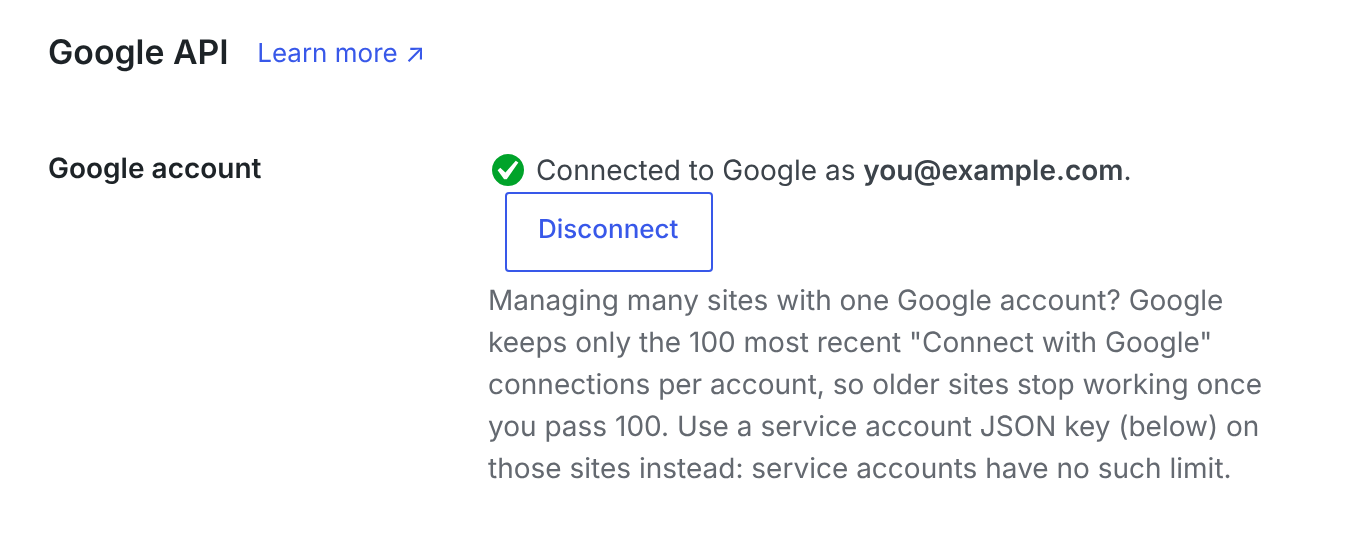 Google API Learn more ↗
Google account
Connected to Google as you@example.com.
Disconnect
Managing many sites with one Google account? Google
keeps only the 100 most recent "Connect with Google"
connections per account, so older sites stop working once
you pass 100. Use a service account JSON key (below) on
those sites instead: service accounts have no such limit.